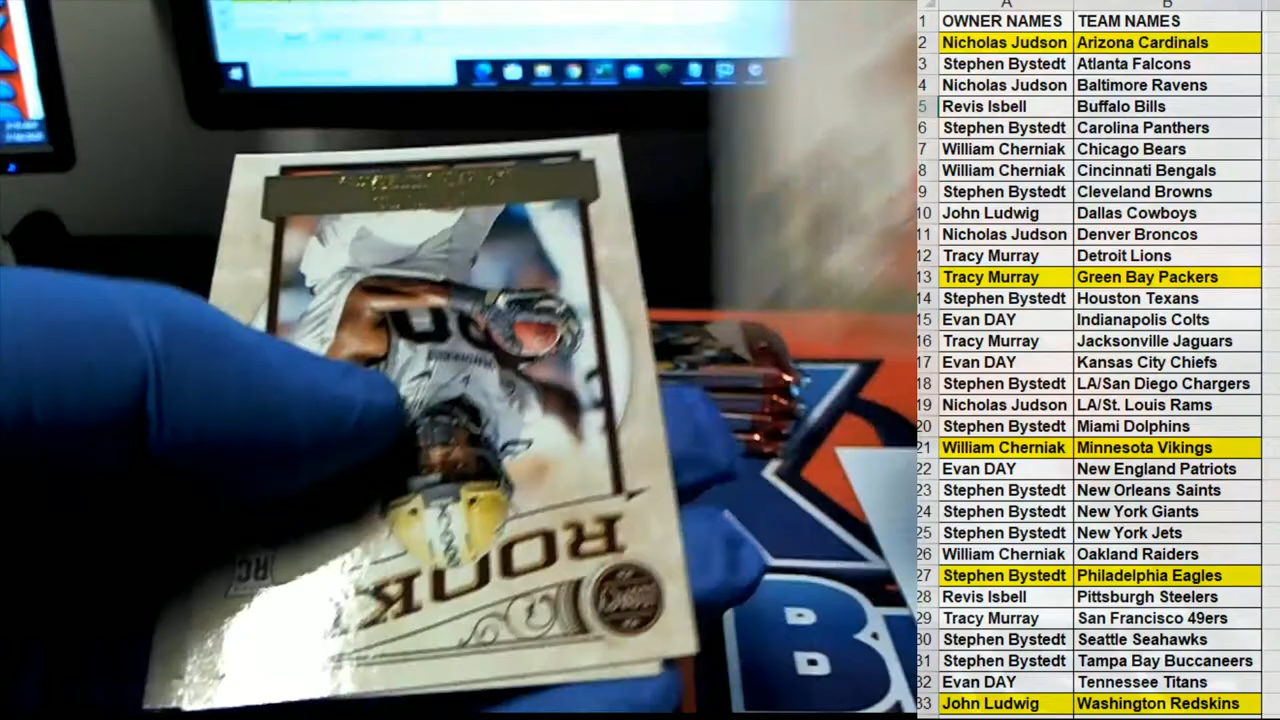 A B
1 OWNER NAMES TEAM NAMES
2 Nicholas Judson Arizona Cardinals
3 Stephen Bystedt Atlanta Falcons
4 Nicholas Judson Baltimore Ravens
5 Revis Isbell Buffalo Bills
6 Stephen Bystedt Carolina Panthers
7 William Cherniak Chicago Bears
8 William Cherniak Cincinnati Bengals
9 Stephen Bystedt Cleveland Browns
10 John Ludwig Dallas Cowboys
11 Nicholas Judson Denver Broncos
12 Tracy Murray Detroit Lions
13 Tracy Murray Green Bay Packers
14 Stephen Bystedt Houston Texans
15 Evan DAY Indianapolis Colts
16 Tracy Murray Jacksonville Jaguars
17 Evan DAY Kansas City Chiefs
18 Stephen Bystedt LA/San Diego Chargers
19 Nicholas Judson LA/St. Louis Rams
20 Stephen Bystedt Miami Dolphins
21 William Cherniak Minnesota Vikings
22 Evan DAY New England Patriots
23 Stephen Bystedt New Orleans Saints
24 Stephen Bystedt New York Giants
25 Stephen Bystedt New York Jets
26 William Cherniak Oakland Raiders
27 Stephen Bystedt Philadelphia Eagles
28 Revis Isbell Pittsburgh Steelers
29 Tracy Murray San Francisco 49ers
30 Stephen Bystedt Seattle Seahawks
31 Stephen Bystedt Tampa Bay Buccaneers
32 Evan DAY Tennessee Titans
33 John Ludwig Washington Redskins
ROOK
B